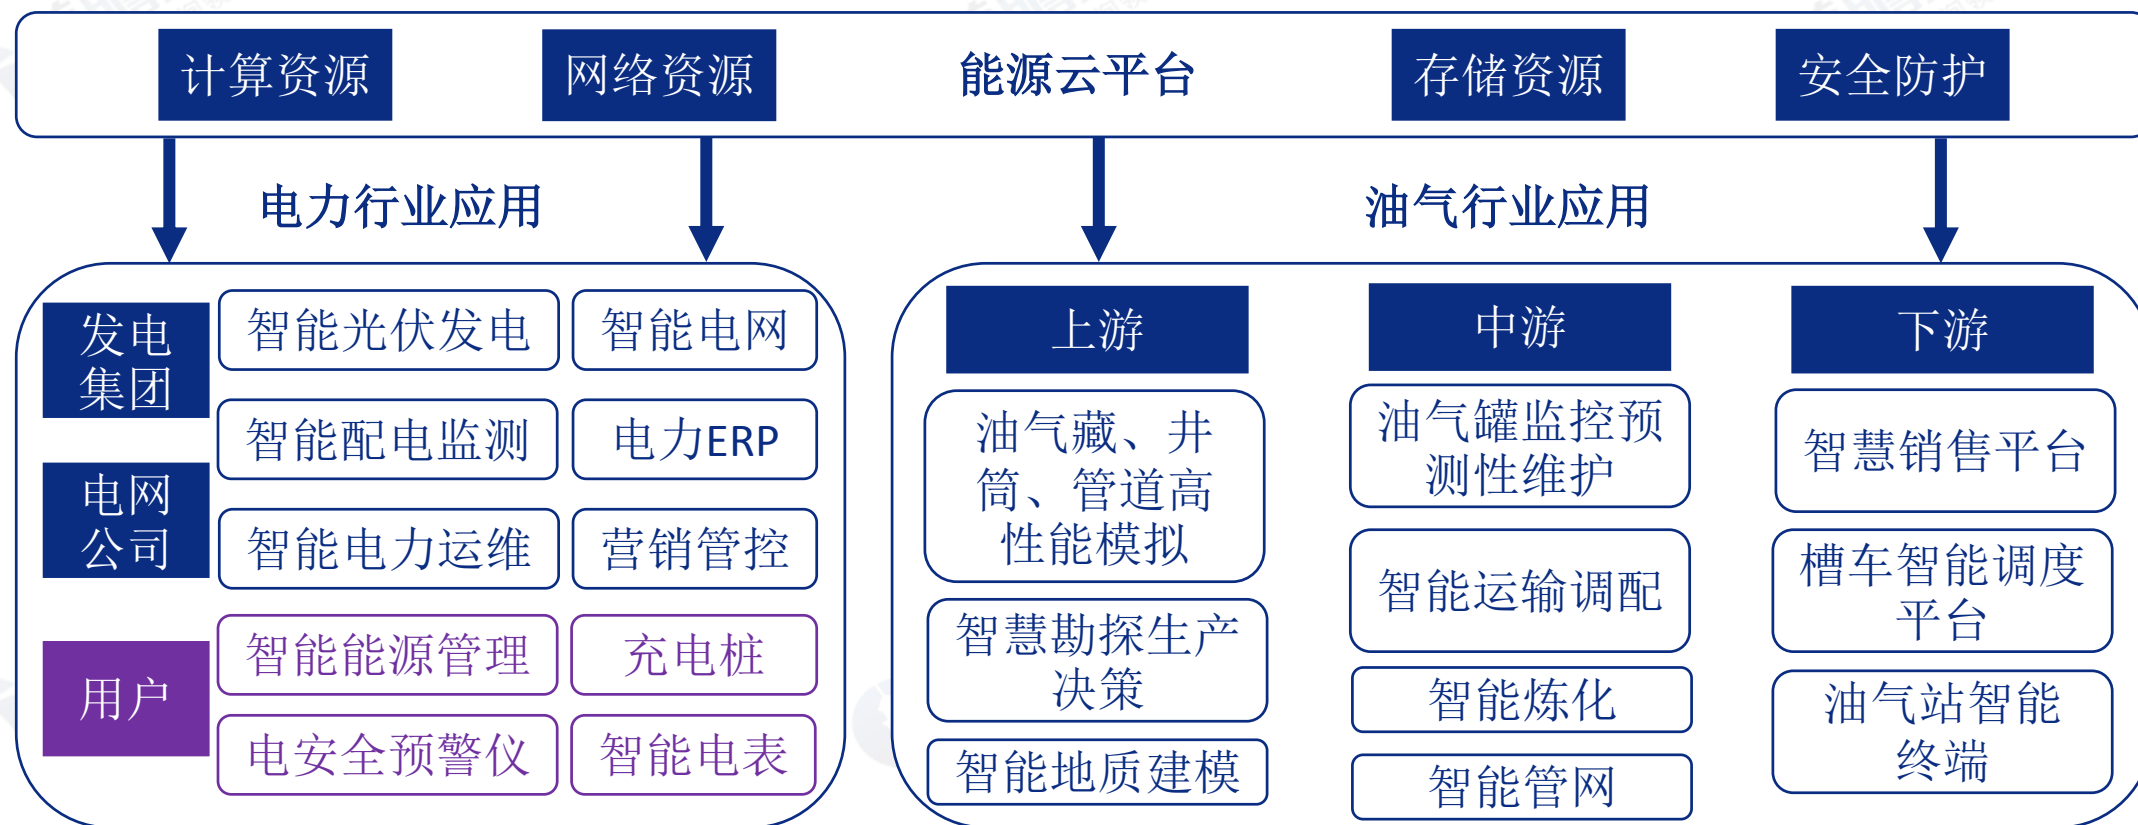 计算资源
网络资源
能源云平台
存储资源
安全防护
电力行业应用
油气行业应用
发电
集团
智能光伏发电
智能电网
智能配电监测
电力ERP
电网
公司
智能电力运维
营销管控
用户
智能能源管理
充电桩
电安全预警仪
智能电表
上游
油气藏、井
筒、管道高
性能模拟
智慧勘探生产
决策
智能地质建模
中游
油气罐监控预
测性维护
智能运输调配
智能炼化
智能管网
下游
智慧销售平台
槽车智能调度
平台
油气站智能
终端